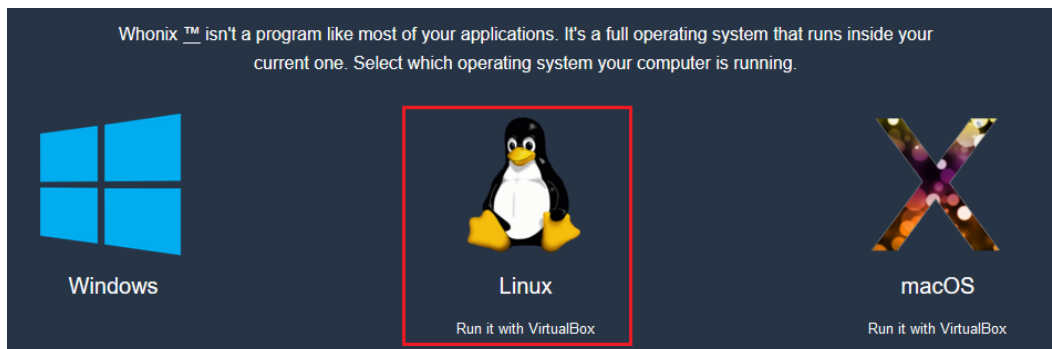 Whonix ™ isn't a program like most of your applications. It's a full operating system that runs inside your
current one. Select which operating system your computer is running.
Windows
Linux
macOS
Run it with VirtualBox
Run it with VirtualBox